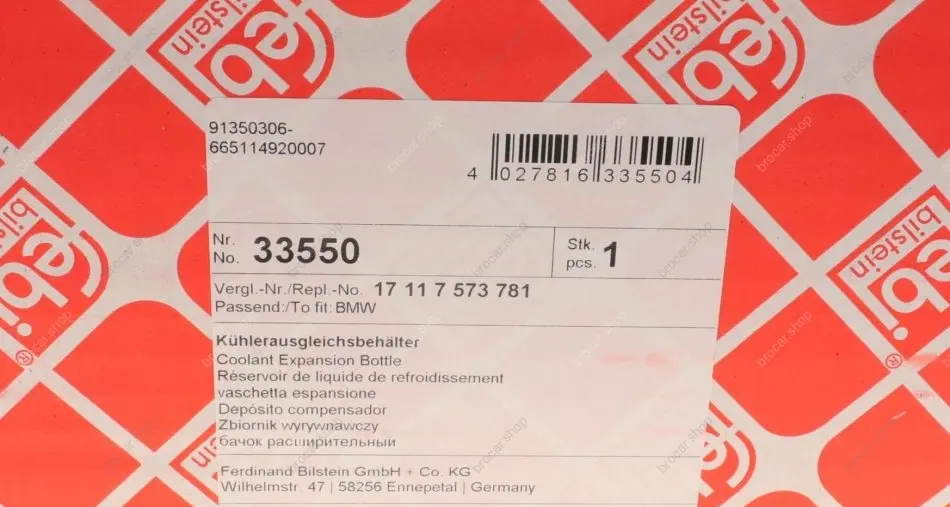 febi
bilstein
febi
bilstein
91350306-
665114920007
4 027816 335504
Nr.
No. 33550
Stk.
pcs. 1
Vergl.-Nr./Repl.-No. 17 11 7 573 781
Passend:/To fit: BMW
Kühlerausgleichsbehälter
Coolant Expansion Bottle
Réservoir de liquide de refroidissement
vaschetta espansione
Depósito compensador
Zbiornik wyrywnawczy
бачок расширительный
Ferdinand Bilstein GmbH + Co. KG
Wilhelmstr. 47 | 58256 Ennepetal | Germany
febi
bilstein
®
febi
bilstein
®
brocar.shop